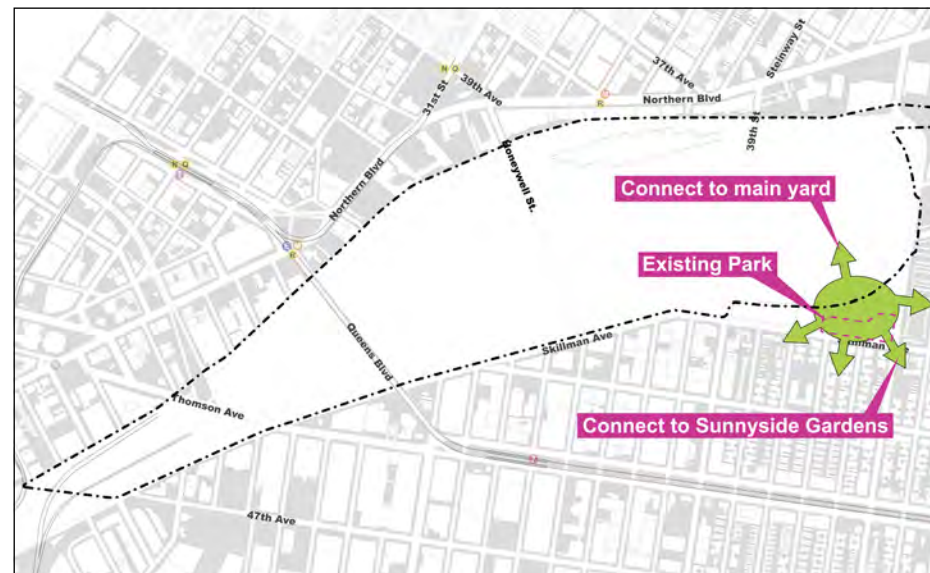 Steinway St
37th Ave
N Q
39th Ave
31st St
R
Northern Blvd
39th St
Honeywell St.
N Q
Connect to main yard
Northern Blvd
Existing Park
R
Queens Blvd
Skillman Ave
Thomson Ave
Connect to Sunnyside Gardens
47th Ave